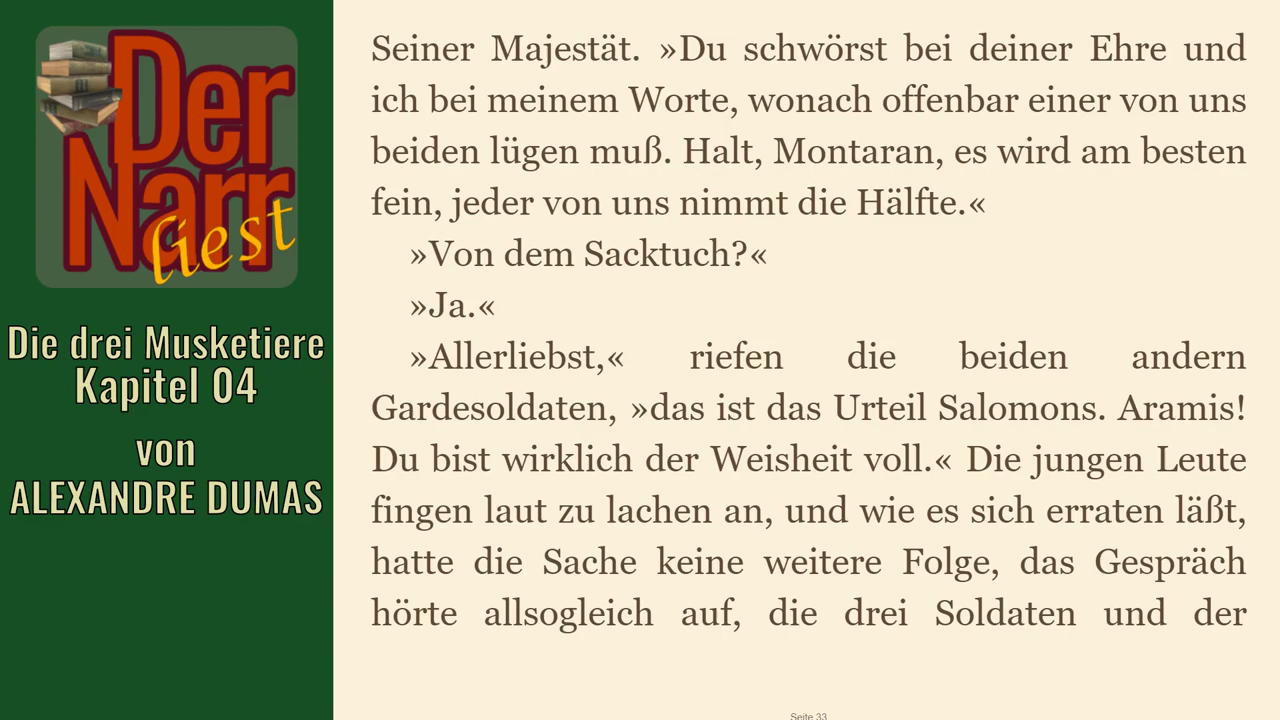 Der
Narr
liest
Die drei Musketiere
Kapitel 04
von
ALEXANDRE DUMAS
Seiner Majestät. »Du schwörst bei deiner Ehre und
ich bei meinem Worte, wonach offenbar einer von uns
beiden lügen muß. Halt, Montaran, es wird am besten
fein, jeder von uns nimmt die Hälfte.«
»Von dem Sacktuch?«
»Ja.«
»Allerliebst,« riefen die beiden andern
Gardesoldaten, »das ist das Urteil Salomons. Aramis!
Du bist wirklich der Weisheit voll.« Die jungen Leute
fingen laut zu lachen an, und wie es sich erraten läßt,
hatte die Sache keine weitere Folge, das Gespräch
hörte allsogleich auf, die drei Soldaten und der
Seite 33